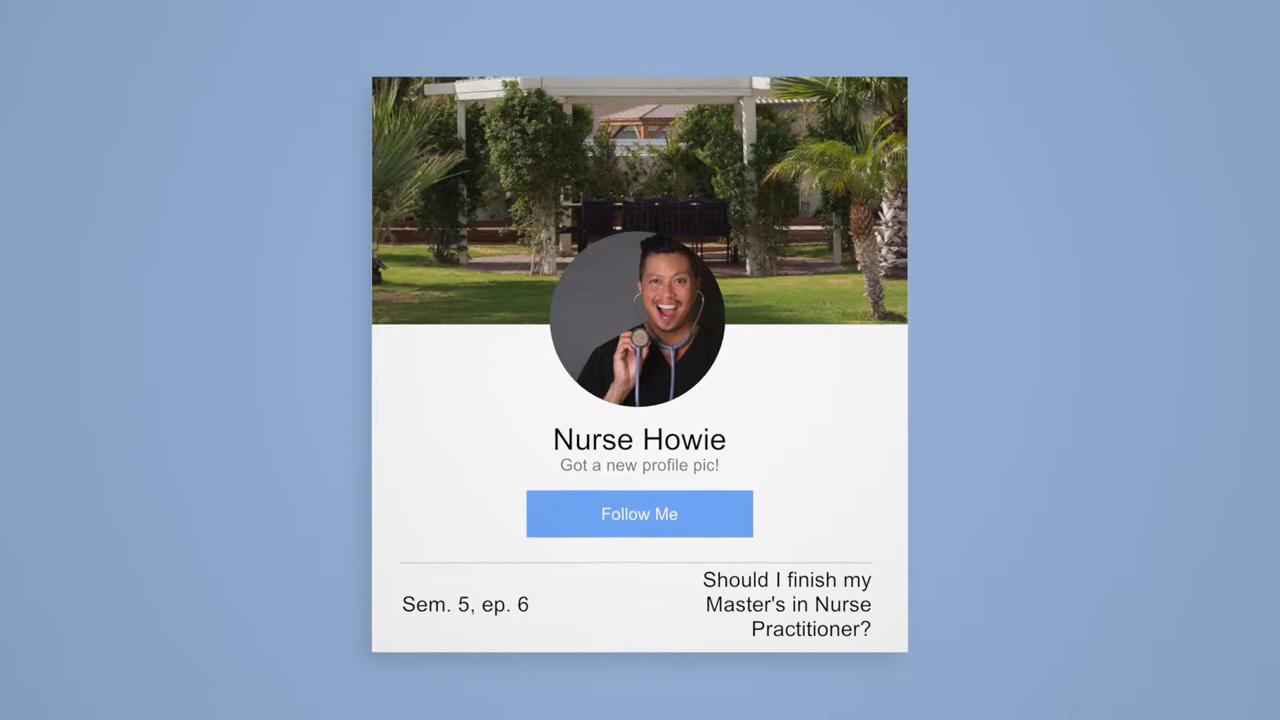 Nurse Howie
Got a new profile pic!
Follow Me
Sem. 5, ep. 6
Should I finish my
Master's in Nurse
Practitioner?